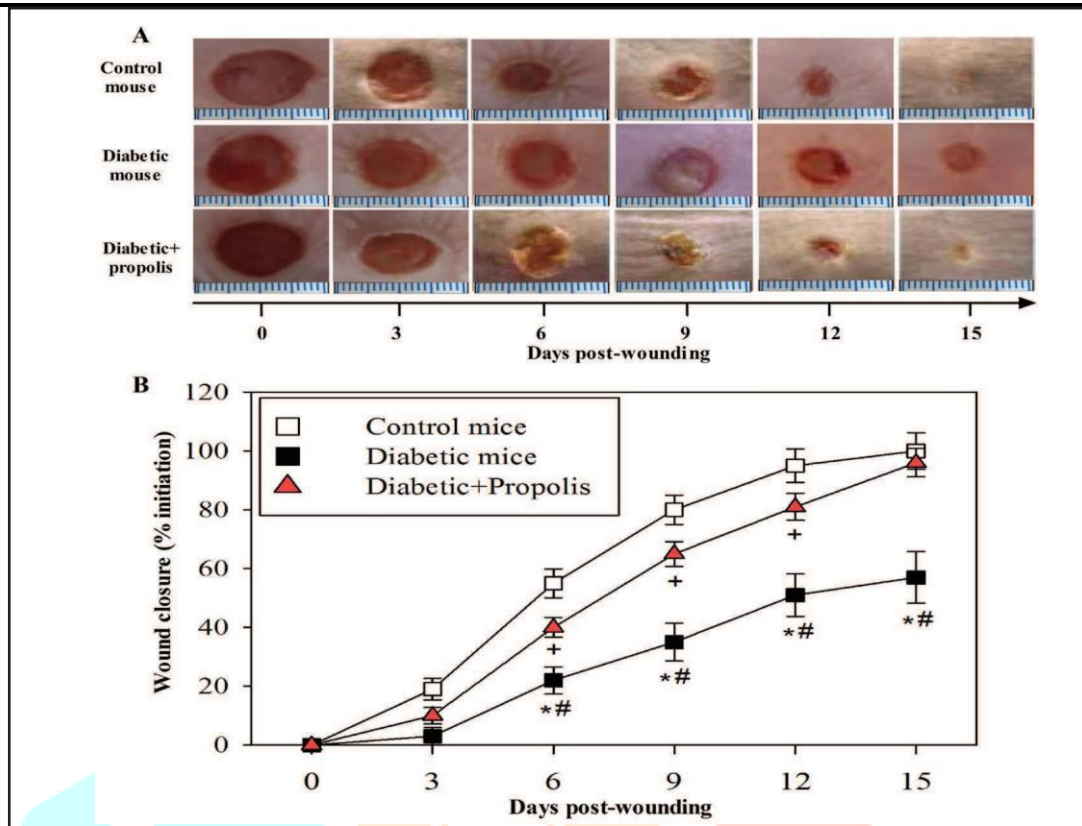 A
Control
mouse
Diabetic
mouse
Diabetic+
propolis
0 3 6 9 12 15
Days post-wounding
B
Wound closure (% initiation)
120
100
80
60
40
20
0
Control mice
Diabetic mice
Diabetic+Propolis
+
+
+
*#
*#
*#
*#
0 3 6 9 12 15
Days post-wounding